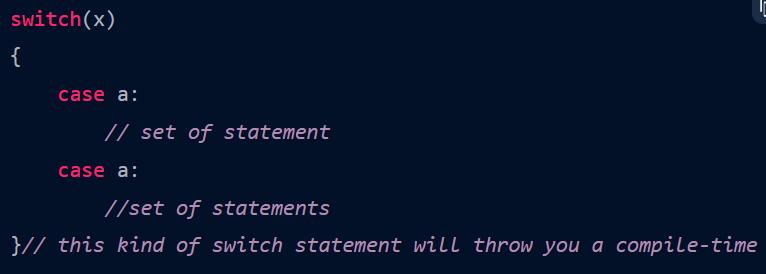 switch(x)
{
case a:
// set of statement
case a:
//set of statements
}// this kind of switch statement will throw you a compile-time